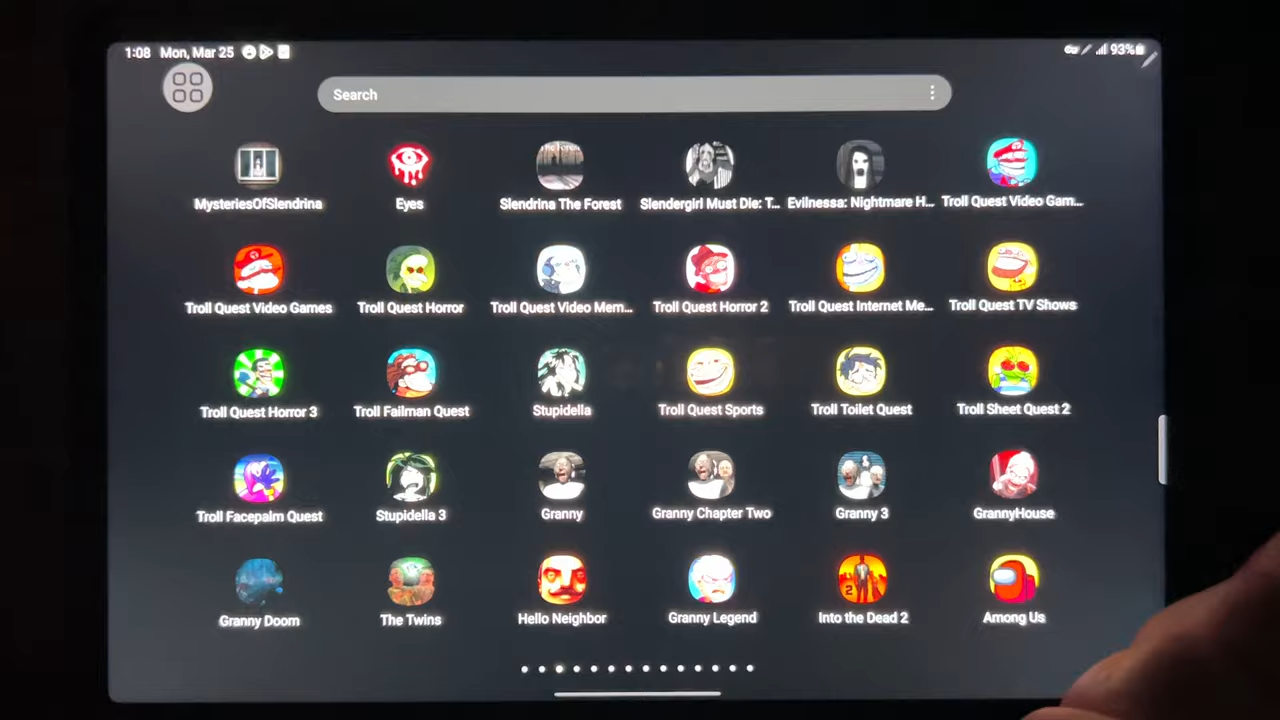 1:08 Mon, Mar 25
93%
Search
MysteriesOfSlendrina
Eyes
Slendrina The Forest
Slendergirl Must Die: T...
Evilnessa: Nightmare H...
Troll Quest Video Gam...
Troll Quest Video Games
Troll Quest Horror
Troll Quest Video Mem...
Troll Quest Horror 2
Troll Quest Internet Me...
Troll Quest TV Shows
Troll Quest Horror 3
Troll Failman Quest
Stupidella
Troll Quest Sports
Troll Toilet Quest
Troll Sheet Quest 2
Troll Facepalm Quest
Stupidella 3
Granny
Granny Chapter Two
Granny 3
GrannyHouse
Granny Doom
The Twins
Hello Neighbor
Granny Legend
2
Into the Dead 2
Among Us